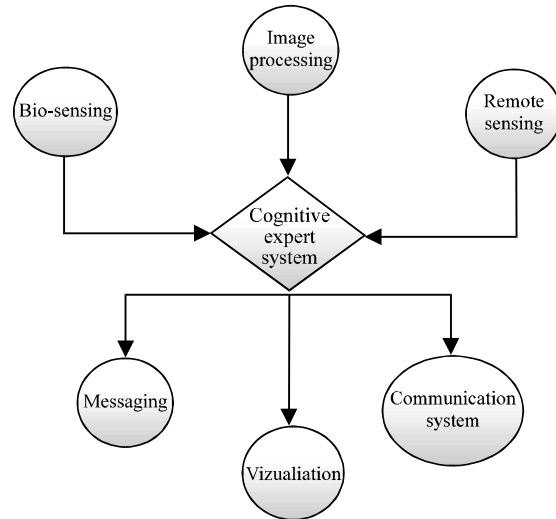 Image
processing
Bio-sensing
Remote
sensing
Cognitive
expert
system
Messaging
Communication
system
Vizualiation